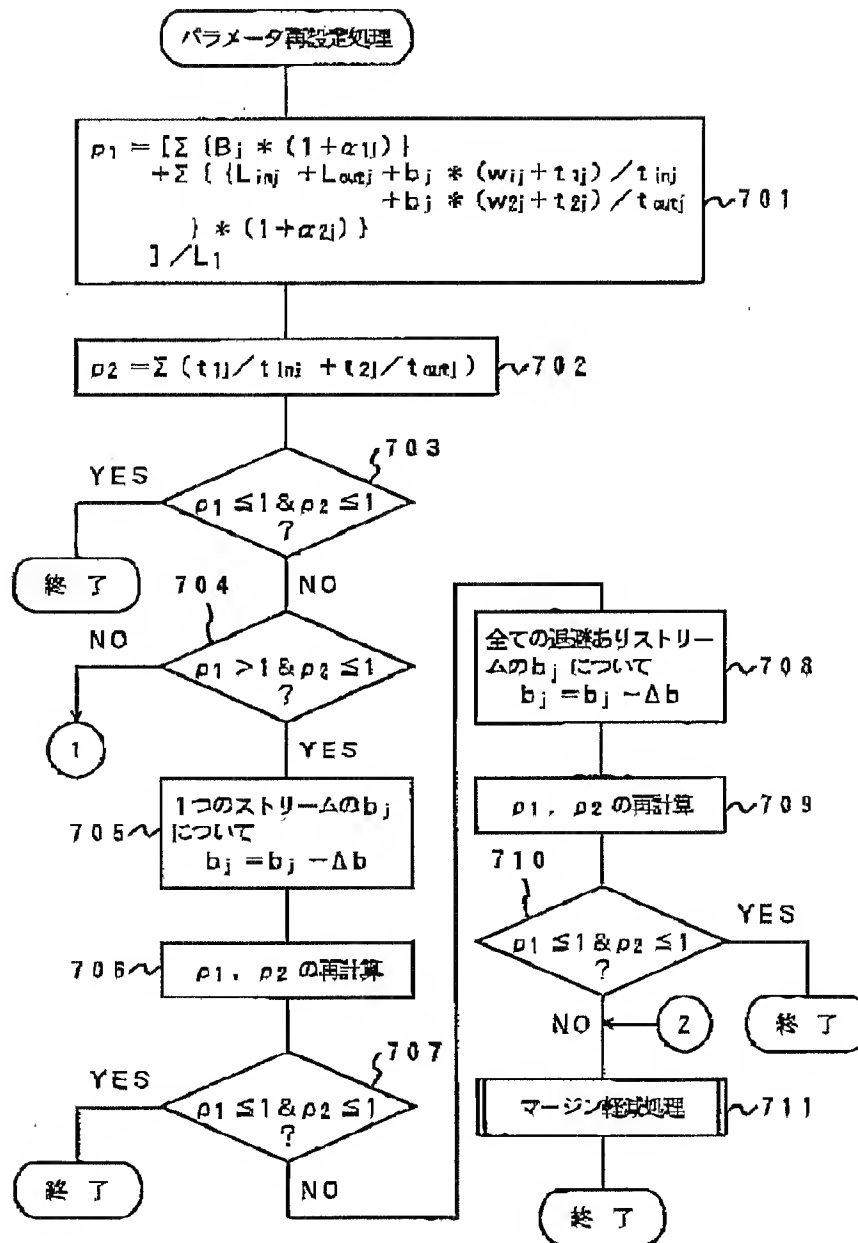 パラメータ再設定処理
ρ1 = [Σ {Bj * (1+α1j)}
+Σ { {Linj +Loutj +bj * (wij+t1j)/tinj
+bj * (w2j+t2j)/toutj
} * (1+α2j)}
]/L1
701
ρ2 =Σ (t1j/tinj +t2j/toutj)
702
703
YES
ρ1 ≦1&ρ2 ≦1
?
終了
NO
704
NO
ρ1 >1&ρ2 ≦1
?
1
YES
1つのストリームのbj
について
bj =bj −Δb
705
ρ1, ρ2 の再計算
706
707
YES
ρ1 ≦1&ρ2 ≦1
?
終了
NO
全ての退避ありストリー
ムのbj について
bj =bj −Δb
708
ρ1, ρ2 の再計算
709
710
YES
ρ1 ≦1&ρ2 ≦1
?
NO
2
終了
マージン軽減処理
711
終了